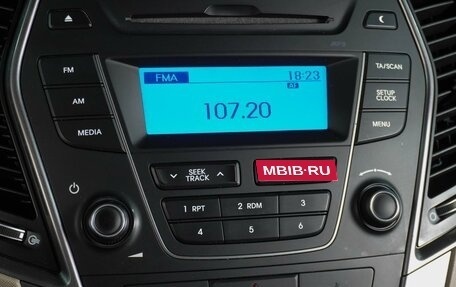 FMA 18:23
AF
107.20
FM
AM
MEDIA
TA/SCAN
SETUP
CLOCK
MENU
SEEK
TRACK
MBIB·RU
1 RPT 2 RDM 3
4 5 6